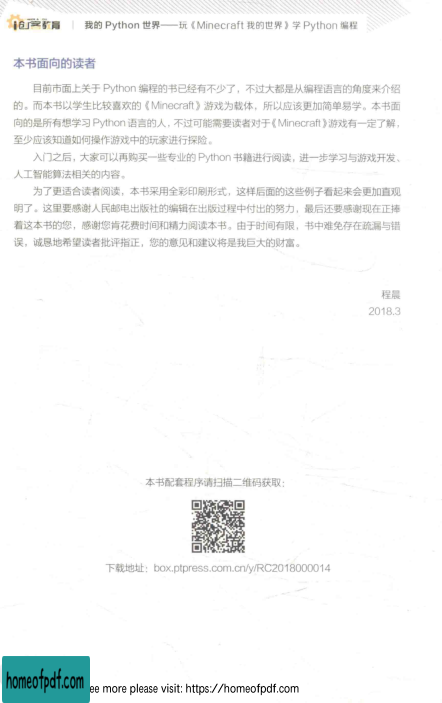 创客教育 | 我的 Python 世界——玩《Minecraft 我的世界》学 Python 编程
本书面向的读者
目前市面上关于 Python 编程的书已经有不少了，不过大都是从编程语言的角度来介绍
的。而本书以学生比较喜欢的《Minecraft》游戏为载体，所以应该更加简单易学。本书面
向的是所有想学习 Python 语言的人，不过可能需要读者对于《Minecraft》游戏有一定了解，
至少应该知道如何操作游戏中的玩家进行探险。
入门之后，大家可以再购买一些专业的 Python 书籍进行阅读，进一步学习与游戏开发、
人工智能算法相关的内容。
为了更适合读者阅读，本书采用全彩印刷形式，这样后面的这些例子看起来会更加直观
明了。这里要感谢人民邮电出版社的编辑在出版过程中付出的努力，最后还要感谢现在正捧
着这本书的您，感谢您肯花费时间和精力阅读本书。由于时间有限，书中难免存在疏漏与错
误，诚恳地希望读者批评指正，您的意见和建议将是我巨大的财富。
程晨
2018.3
本书配套程序请扫描二维码获取：
下载地址：box.ptpress.com.cn/y/RC2018000014
homeofpdf.com
ee more please visit: https://homeofpdf.com